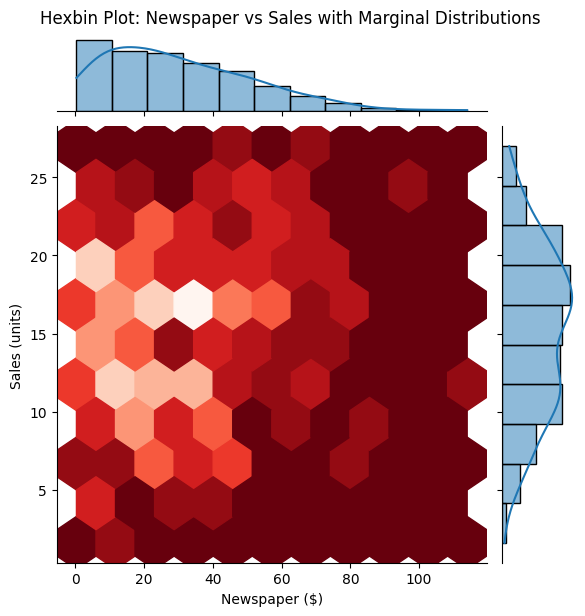 Hexbin Plot: Newspaper vs Sales with Marginal Distributions
25
20
15
10
5
Sales (units)
0 20 40 60 80 100
Newspaper ($)